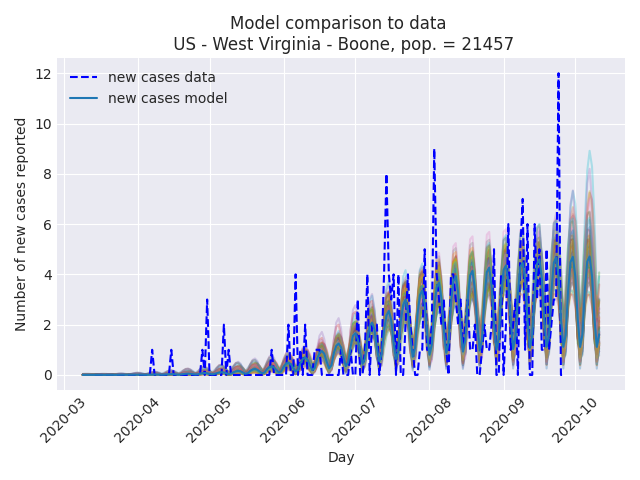 Model comparison to data
US - West Virginia - Boone, pop. = 21457
new cases data
new cases model
Number of new cases reported
12
10
8
6
4
2
0
2020-03
2020-04
2020-05
2020-06
2020-07
2020-08
2020-09
2020-10
Day